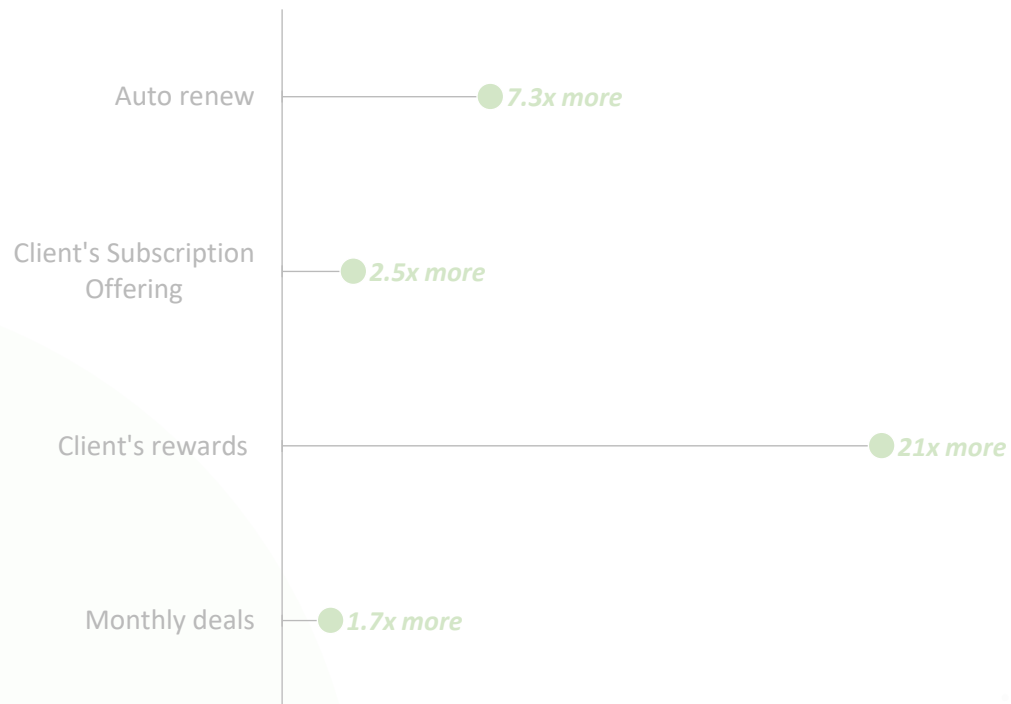 Auto renew
7.3x more
Client's Subscription
Offering
2.5x more
Client's rewards
21x more
Monthly deals
1.7x more